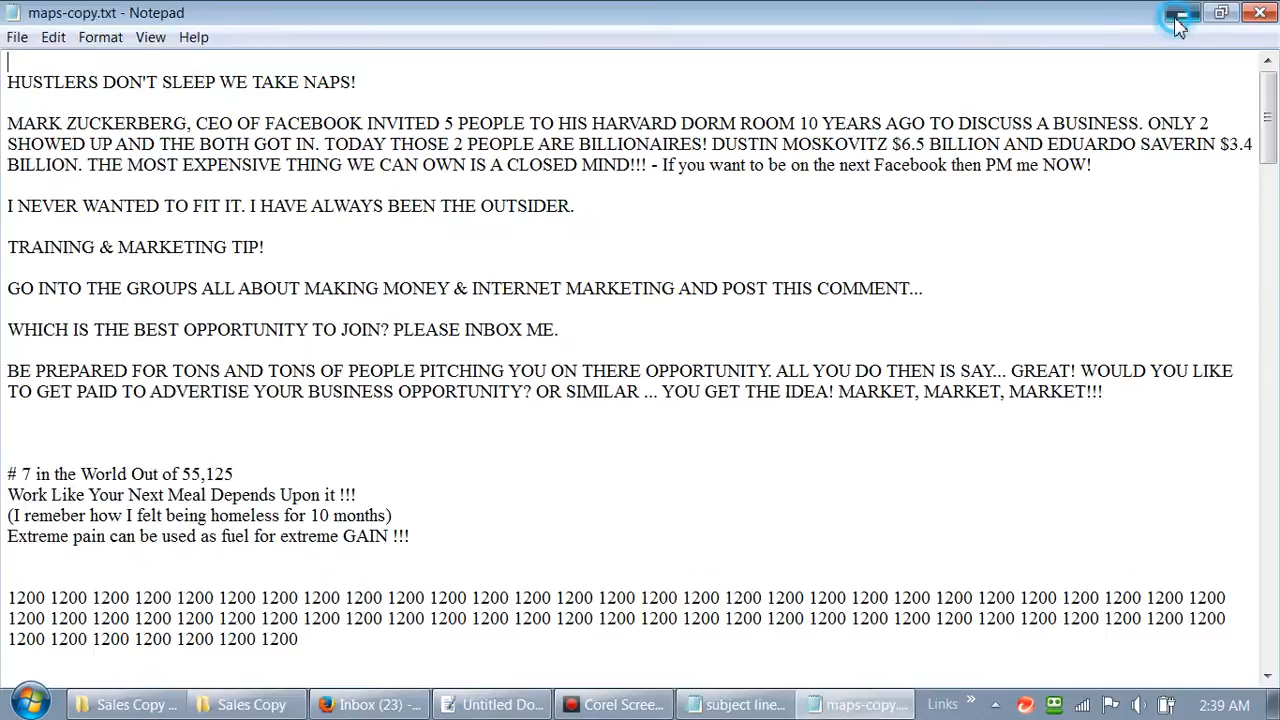 maps-copy.txt - Notepad
File Edit Format View Help
HUSTLERS DON'T SLEEP WE TAKE NAPS!
MARK ZUCKERBERG, CEO OF FACEBOOK INVITED 5 PEOPLE TO HIS HARVARD DORM ROOM 10 YEARS AGO TO DISCUSS A BUSINESS. ONLY 2
SHOWED UP AND THE BOTH GOT IN. TODAY THOSE 2 PEOPLE ARE BILLIONAIRES! DUSTIN MOSKOVITZ $6.5 BILLION AND EDUARDO SAVERIN $3.4
BILLION. THE MOST EXPENSIVE THING WE CAN OWN IS A CLOSED MIND!!! - If you want to be on the next Facebook then PM me NOW!
I NEVER WANTED TO FIT IT. I HAVE ALWAYS BEEN THE OUTSIDER.
TRAINING & MARKETING TIP!
GO INTO THE GROUPS ALL ABOUT MAKING MONEY & INTERNET MARKETING AND POST THIS COMMENT...
WHICH IS THE BEST OPPORTUNITY TO JOIN? PLEASE INBOX ME.
BE PREPARED FOR TONS AND TONS OF PEOPLE PITCHING YOU ON THERE OPPORTUNITY. ALL YOU DO THEN IS SAY... GREAT! WOULD YOU LIKE
TO GET PAID TO ADVERTISE YOUR BUSINESS OPPORTUNITY? OR SIMILAR ... YOU GET THE IDEA! MARKET, MARKET, MARKET!!!
# 7 in the World Out of 55,125
Work Like Your Next Meal Depends Upon it !!!
(I remeber how I felt being homeless for 10 months)
Extreme pain can be used as fuel for extreme GAIN !!!
1200 1200 1200 1200 1200 1200 1200 1200 1200 1200 1200 1200 1200 1200 1200 1200 1200 1200 1200 1200 1200 1200 1200 1200 1200 1200 1200 1200 1200
1200 1200 1200 1200 1200 1200 1200 1200 1200 1200 1200 1200 1200 1200 1200 1200 1200 1200 1200 1200 1200 1200 1200 1200 1200 1200 1200 1200 1200
1200 1200 1200 1200 1200 1200 1200
Sales Copy ... Sales Copy Inbox (23) -... Untitled Do... Corel Scree... subject line... maps-copy.... Links » 2:39 AM